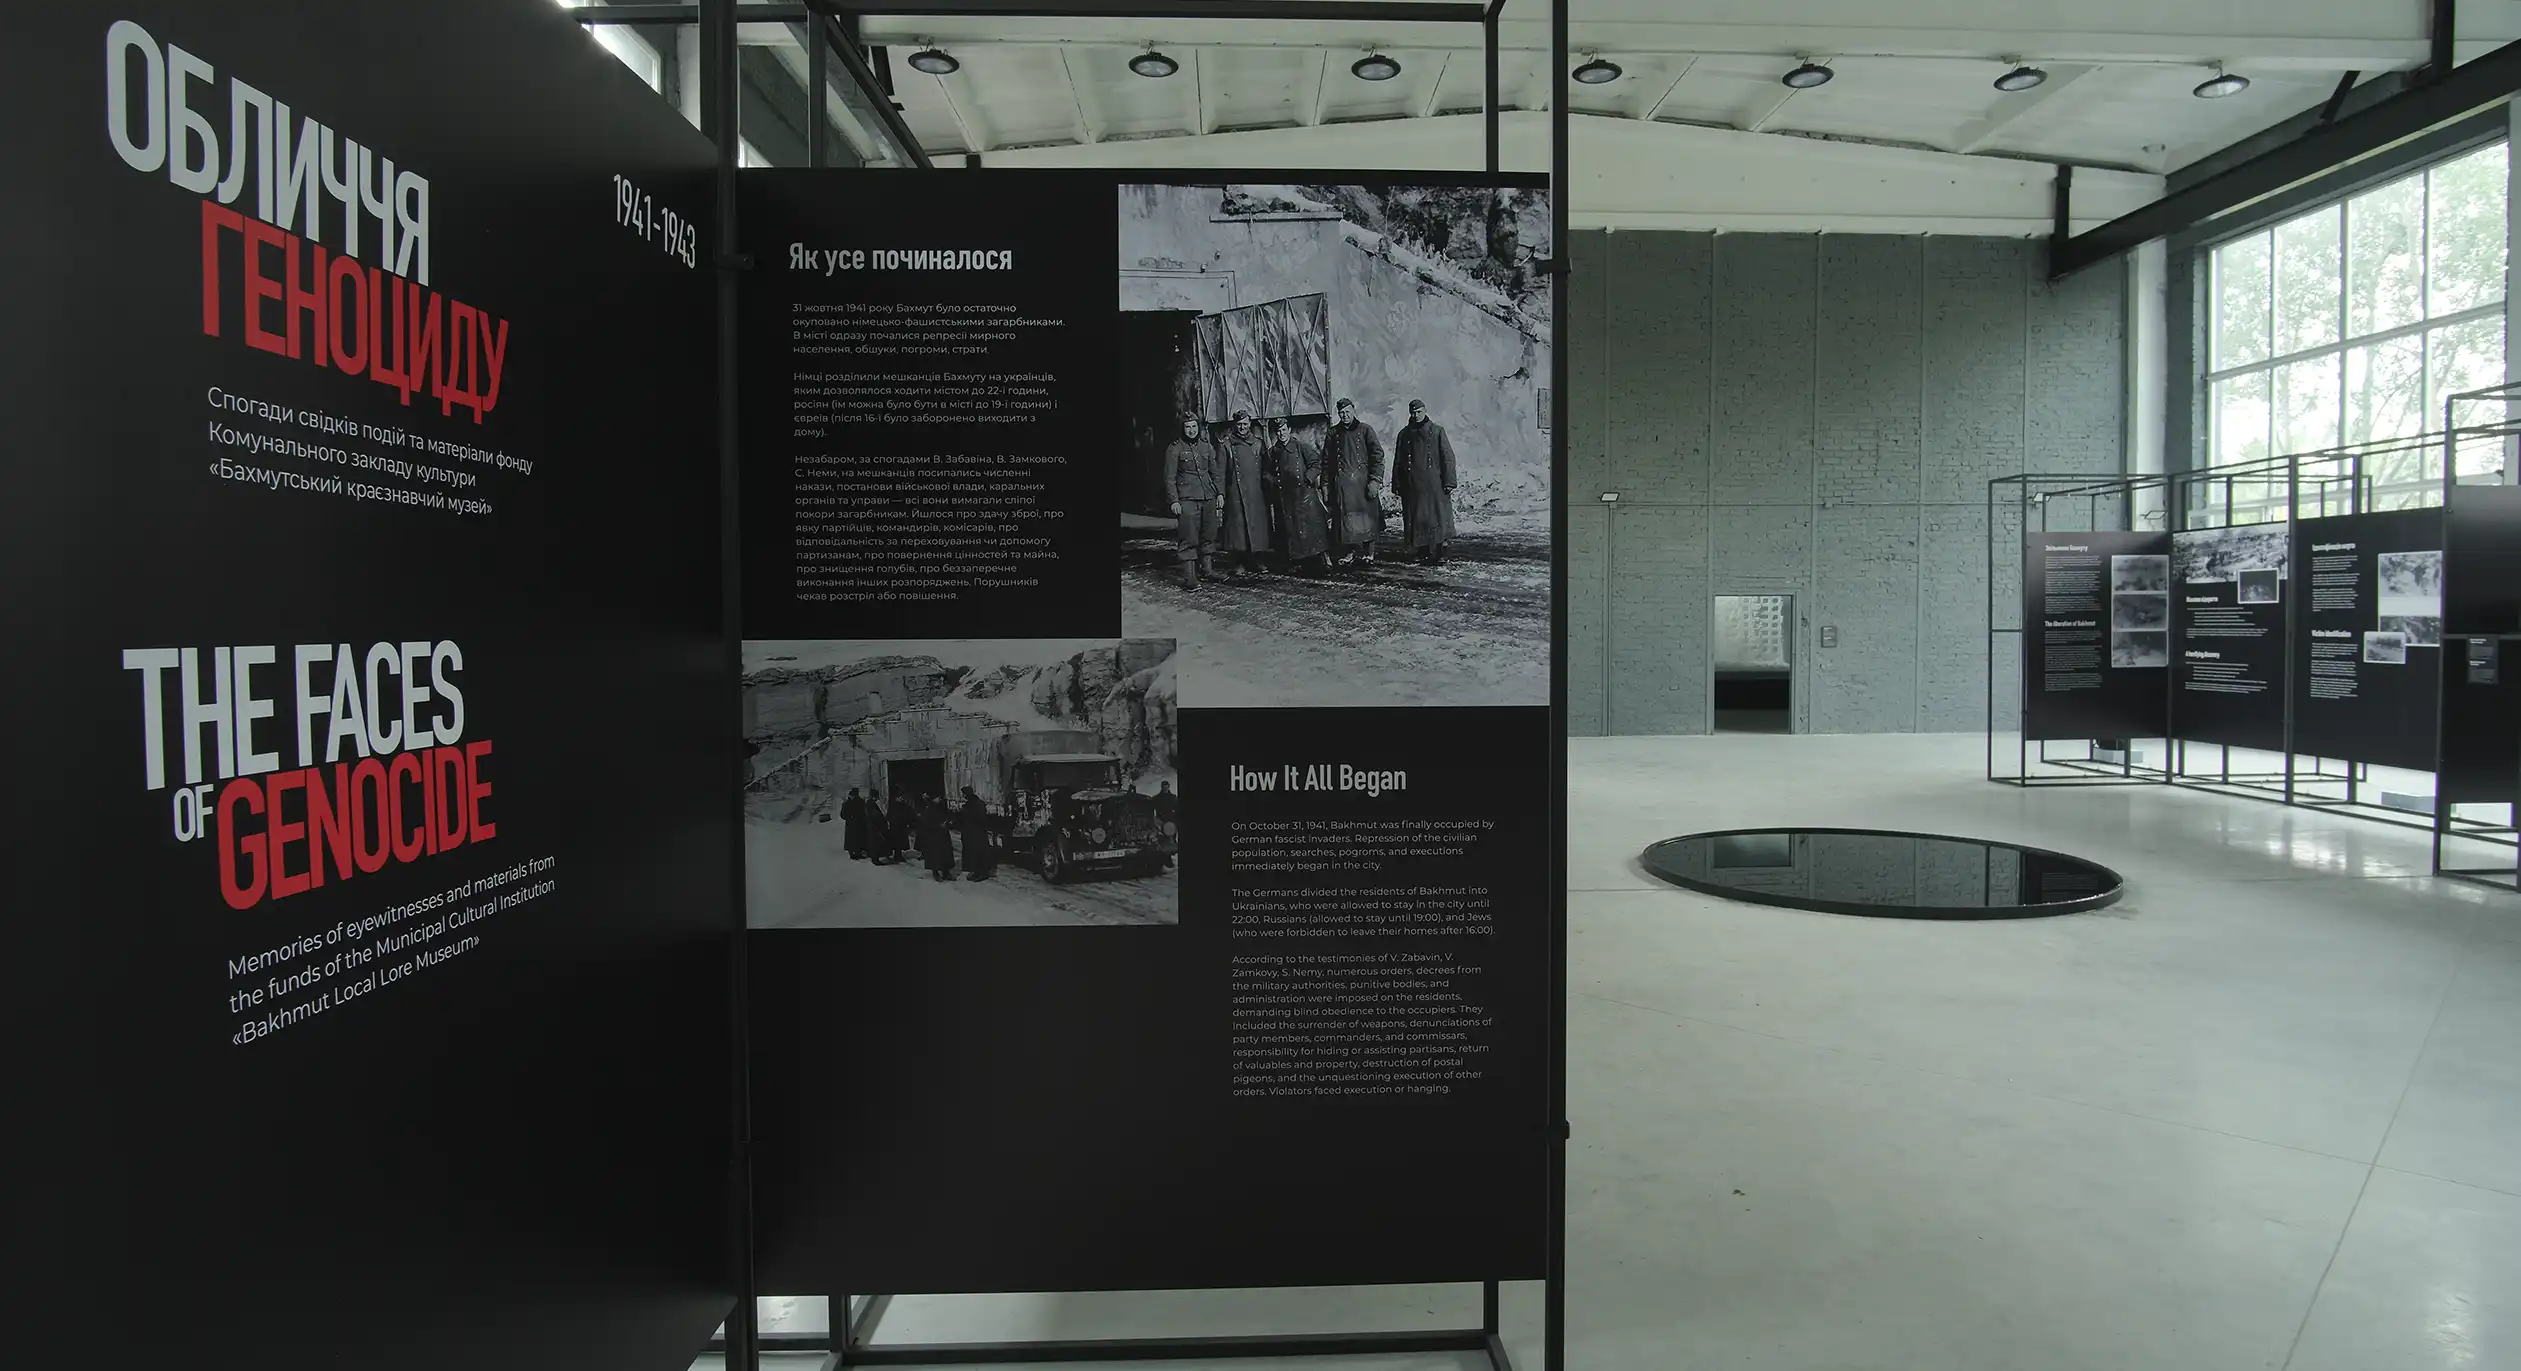 ОБЛИЧЧЯ
ГЕНОЦИДУ
Спогади свідків подій та матеріали фонду
Комунального закладу культури
«Бахмутський краєзнавчий музей»
THE FACES
OF GENOCIDE
Memories of eyewitnesses and materials from
the funds of the Municipal Cultural Institution
«Bakhmut Local Lore Museum»
1941-1943
Як усе починалося
31 жовтня 1941 року Бахмут було остаточно
окуповано німецько-фашистськими загарбниками.
В місті одразу почалися репресії мирного
населення, обшуки, погроми, страти.
Німці розділили мешканців Бахмуту на українців,
яким дозволялося ходити містом до 22-ї години,
росіян (їм можна було бути в місті до 19-ї години) і
євреїв (після 16-ї було заборонено виходити з
дому).
Незабаром, за спогадами В. Забавіна, В. Замкового,
С. Неми, на мешканців посипались численні
накази, постанови військової влади, каральних
органів та управи — всі вони вимагали сліпої
покори загарбникам. Йшлося про здачу зброї, про
явку партійців, командирів, комісарів, про
відповідальність за переховування чи допомогу
партизанам, про повернення цінностей та майна,
про знищення голубів, про беззаперечне
виконання інших розпоряджень. Порушників
чекав розстріл або повішення.
How It All Began
On October 31, 1941, Bakhmut was finally occupied by
German fascist invaders. Repression of the civilian
population, searches, pogroms, and executions
immediately began in the city.
The Germans divided the residents of Bakhmut into
Ukrainians, who were allowed to stay in the city until
22:00, Russians (allowed to stay until 19:00), and Jews
(who were forbidden to leave their homes after 16:00).
According to the testimonies of V. Zabavin, V.
Zamkovy, S. Nemy, numerous orders, decrees from
the military authorities, punitive bodies, and
administration were imposed on the residents,
demanding blind obedience to the occupiers. They
included the surrender of weapons, denunciations of
party members, commanders, and commissars,
responsibility for hiding or assisting partisans, return
of valuables and property, destruction of postal
pigeons, and the unquestioning execution of other
orders. Violators faced execution or hanging.
Звільнення Бахмуту
The liberation of Bakhmut
A terrifying discovery
Victim identification